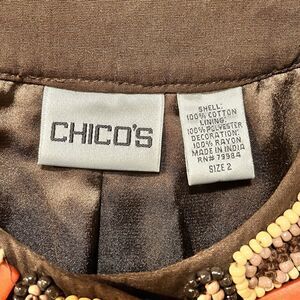 CHICO'S
SHELL:
100% COTTON
LINING:
100% POLYESTER
DECORATION:
100% RAYON
MADE IN INDIA
RN# 79984
SIZE 2